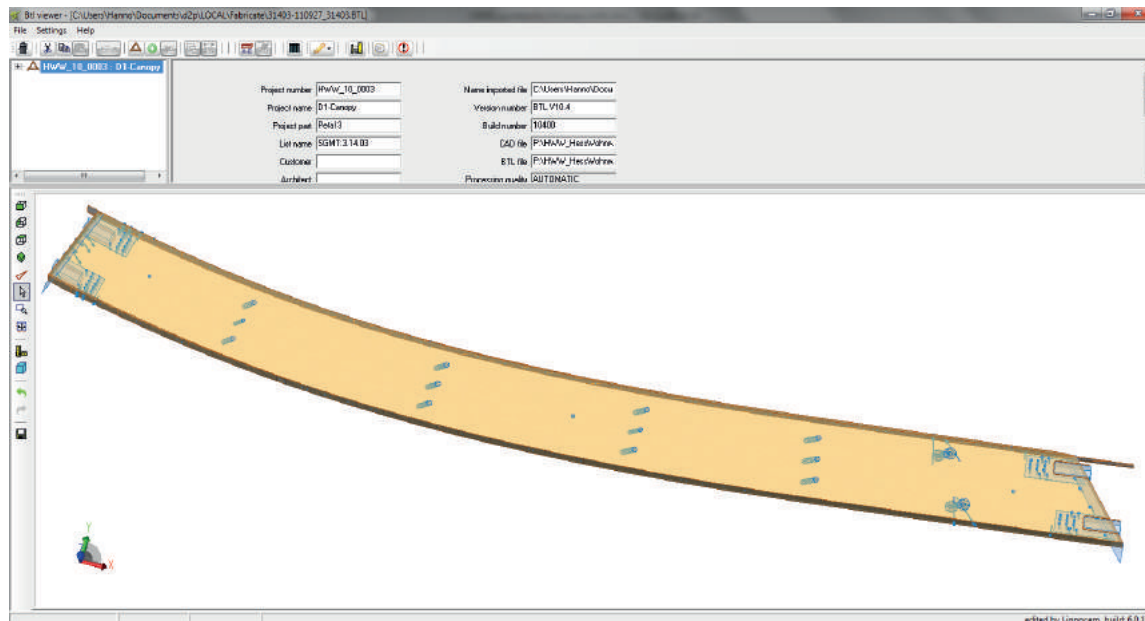 Btl viewer - [C:\Users\Hanno\Documents\d2p\LOCAL\Fabricate\31403-110927_31403.BTL]
File Settings Help
HWW_10_0003 : D1-Canopy
Project number HWW_10_0003 Name imported file C:\Users\Hanno\Docu
Project name D1-Canopy Version number BTL V10.4
Project part Petal3 Build number 10400
List name SGMT:3.14.03 CAD file P:\HWW_HessWohnw.
Customer BTL file P:\HWW_HessWohnw.
Architect Processing quality AUTOMATIC
Y
X
edited by Lignocam, build: 6.0.1